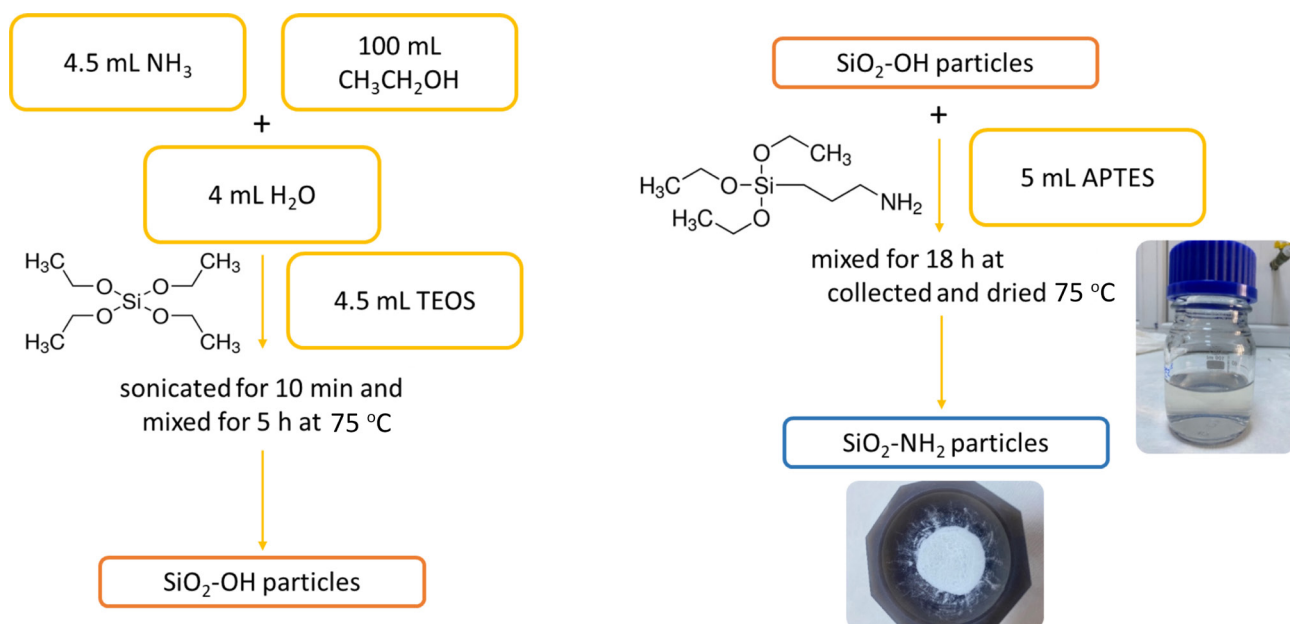 4.5 mL NH₃
100 mL
CH₃CH₂OH
+
4 mL H₂O
H₃C
CH₃
O
O
Si
O
O
H₃C
CH₃
4.5 mL TEOS
sonicated for 10 min and
mixed for 5 h at 75 °C
SiO₂-OH particles
SiO₂-OH particles
+
O
CH₃
H₃C
O
Si
NH₂
H₃C
O
5 mL APTES
mixed for 18 h at
collected and dried 75 °C
SiO₂-NH₂ particles